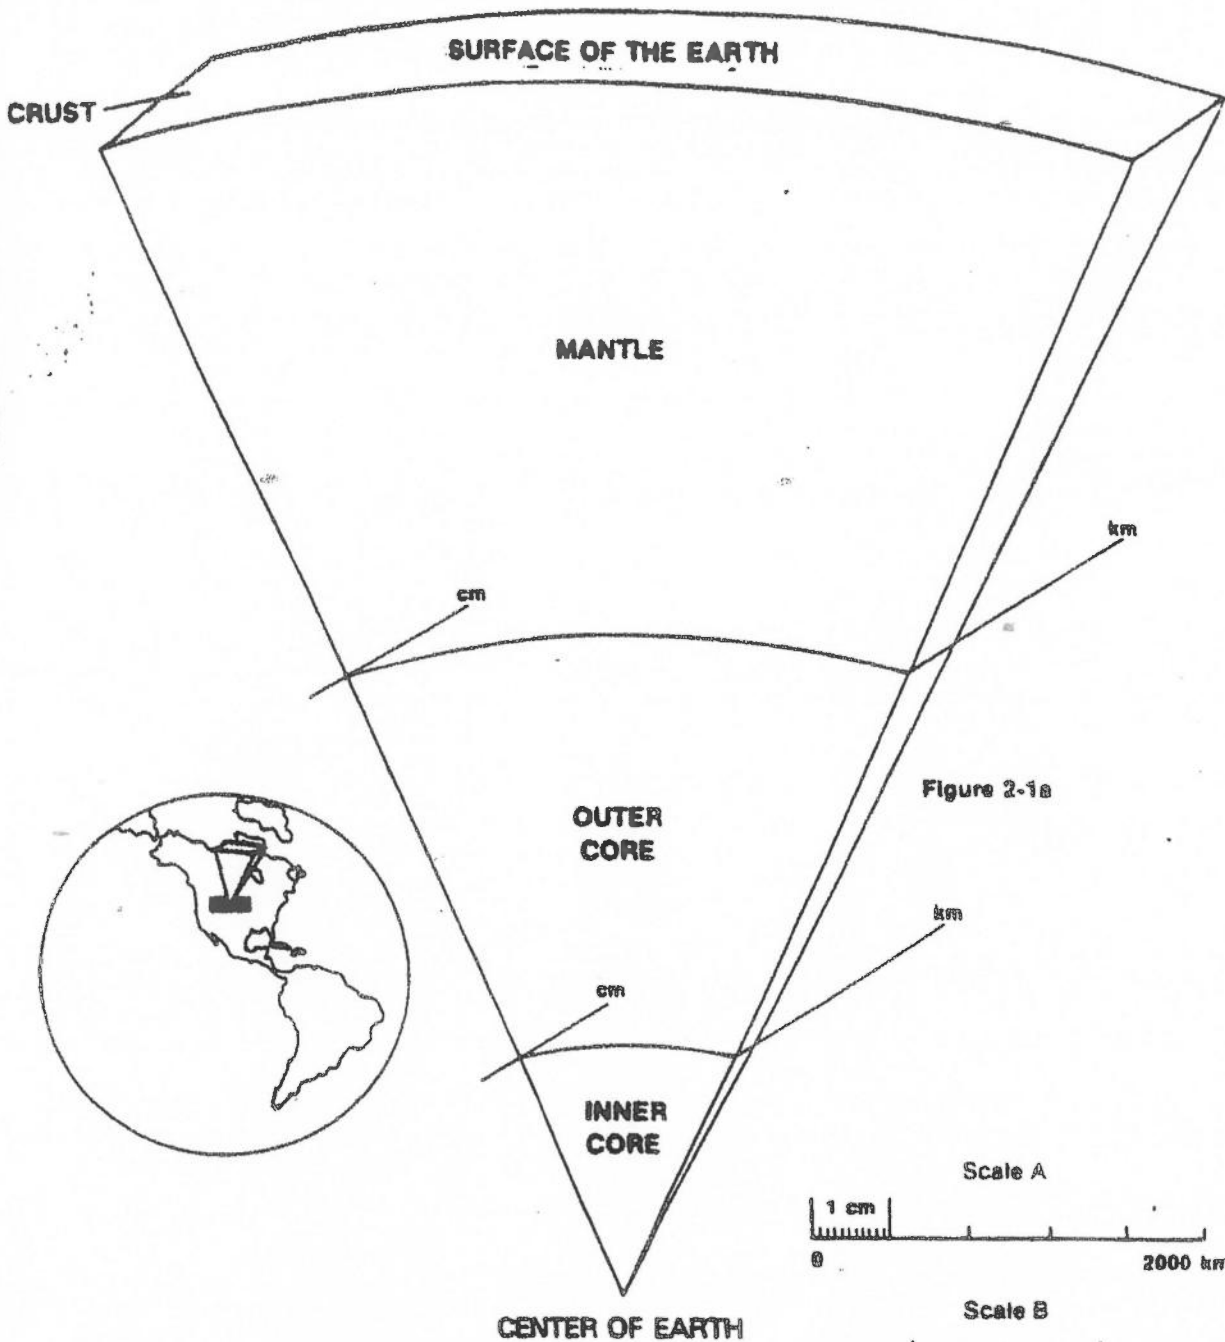 SURFACE OF THE EARTH
CRUST
MANTLE
km
cm
Figure 2-1a
OUTER
CORE
km
cm
INNER
CORE
Scale A
1 cm
0
2000 km
Scale B
CENTER OF EARTH